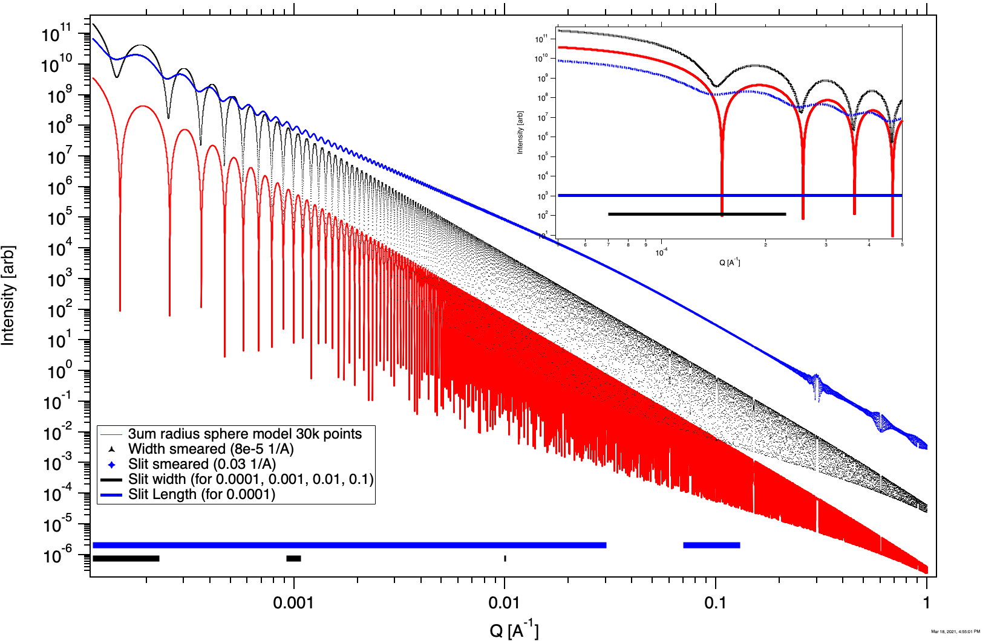 10^11
10^10
10^9
10^8
10^7
10^6
10^5
10^4
10^3
10^2
10^1
10^0
10^-1
10^-2
10^-3
10^-4
10^-5
10^-6
Intensity [arb]
0.001 0.01 0.1 1
Q [A^-1]
3um radius sphere model 30k points
Width smeared (8e-5 1/A)
Slit smeared (0.03 1/A)
Slit width (for 0.0001, 0.001, 0.01, 0.1)
Slit Length (for 0.0001)
10^11
10^10
10^9
10^8
10^7
10^6
10^5
10^4
10^3
10^2
10^1
Intensity [arb]
5 6 7 8 9 10^-4 2 3 4 5
Q [A^-1]
Mar 18, 2021, 4:55:01 PM